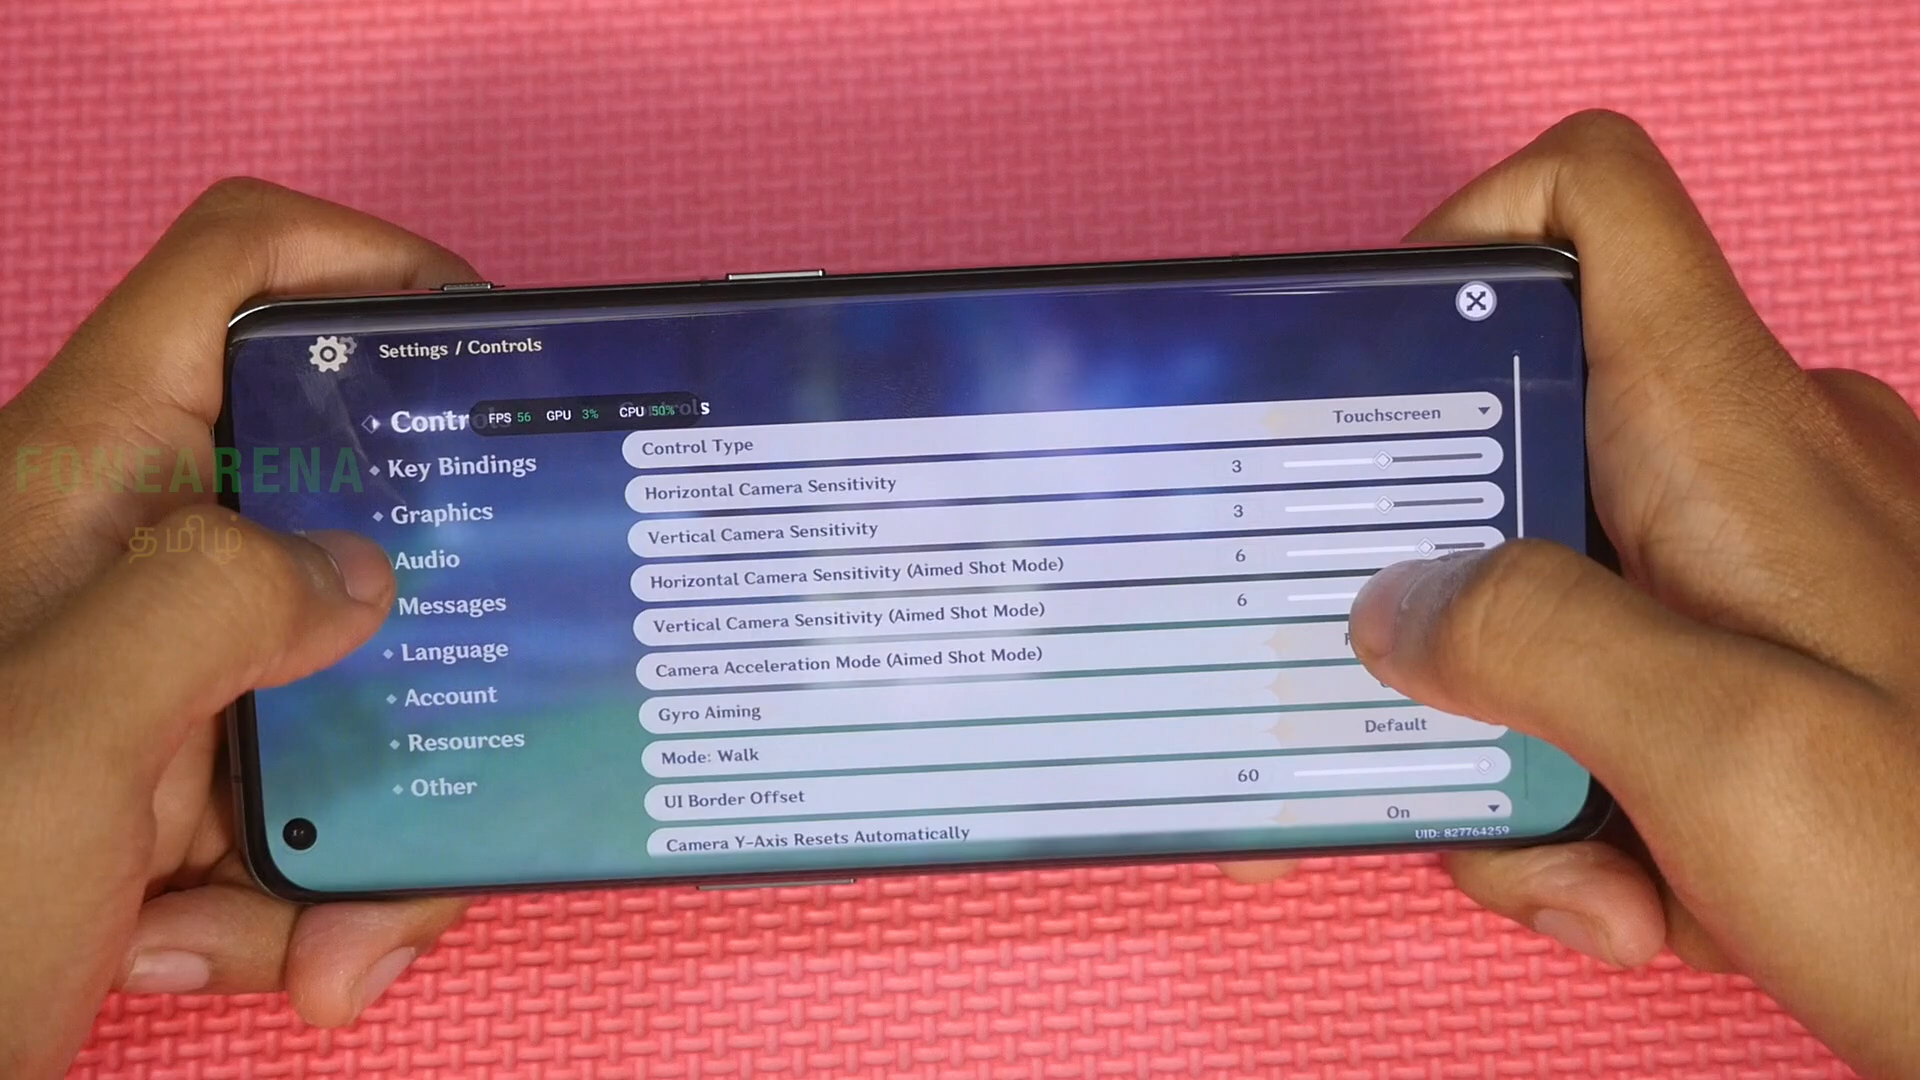 Settings / Controls
FPS 56 GPU 3% CPU 50%
Controls
Key Bindings
Graphics
Audio
Messages
Language
Account
Resources
Other
Control Type Touchscreen
Horizontal Camera Sensitivity 3
Vertical Camera Sensitivity 3
Horizontal Camera Sensitivity (Aimed Shot Mode) 6
Vertical Camera Sensitivity (Aimed Shot Mode) 6
Camera Acceleration Mode (Aimed Shot Mode)
Gyro Aiming
Mode: Walk Default
UI Border Offset 60
Camera Y-Axis Resets Automatically On
UID: 827764259
FONEARENA
தமிழ்